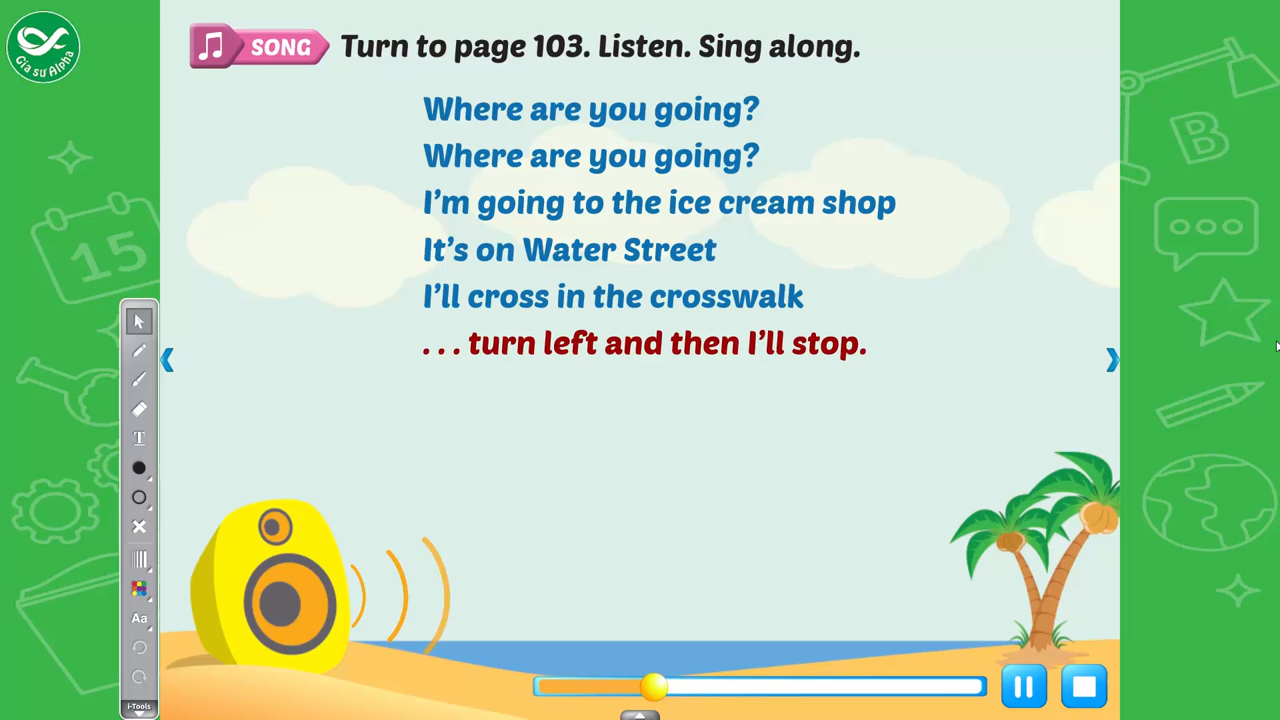 Gia sư Alpha
SONG
Turn to page 103. Listen. Sing along.
Where are you going?
Where are you going?
I'm going to the ice cream shop
It's on Water Street
I'll cross in the crosswalk
. . . turn left and then I'll stop.
15
B
T
Aa
i-Tools